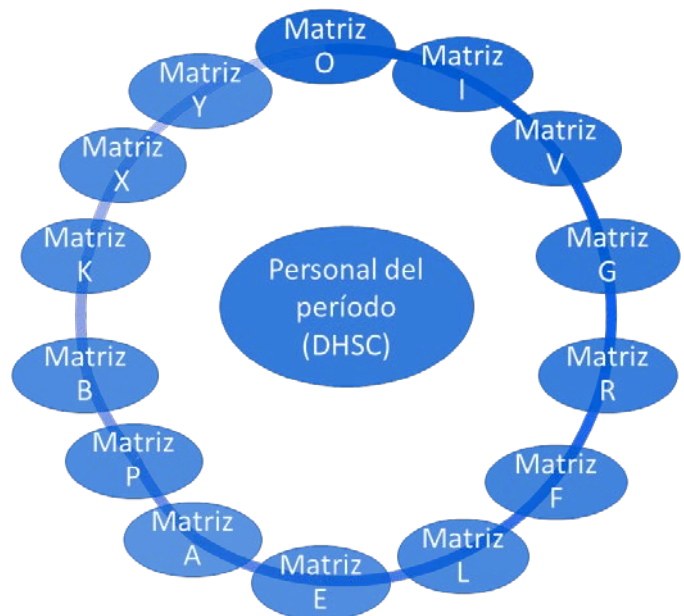 Matriz
O
Matriz
I
Matriz
V
Matriz
G
Matriz
R
Matriz
F
Matriz
L
Matriz
E
Matriz
A
Matriz
P
Matriz
B
Matriz
K
Matriz
X
Matriz
Y
Personal del
período
(DHSC)